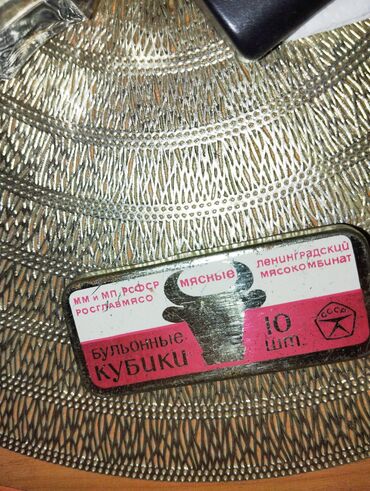 ММ и МП РСФСР
РОСГЛАВМЯСО
МЯСНЫЕ
ЛЕНИНГРАДСКИЙ
МЯСОКОМБИНАТ
БУЛЬОННЫЕ
КУБИКИ
10
шт.
СССР